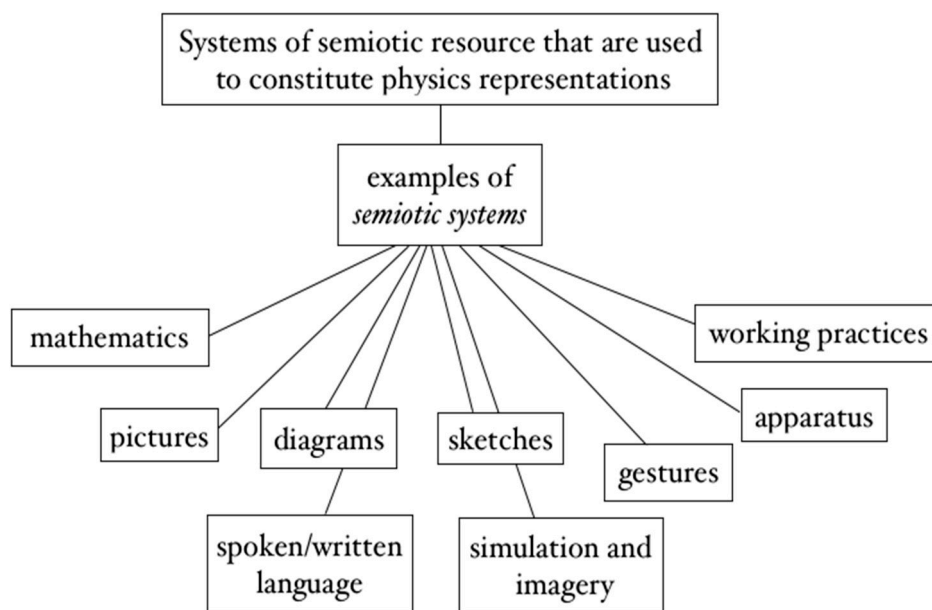 Systems of semiotic resource that are used
to constitute physics representations
examples of
semiotic systems
mathematics
working practices
pictures
diagrams
sketches
apparatus
gestures
spoken/written
language
simulation and
imagery